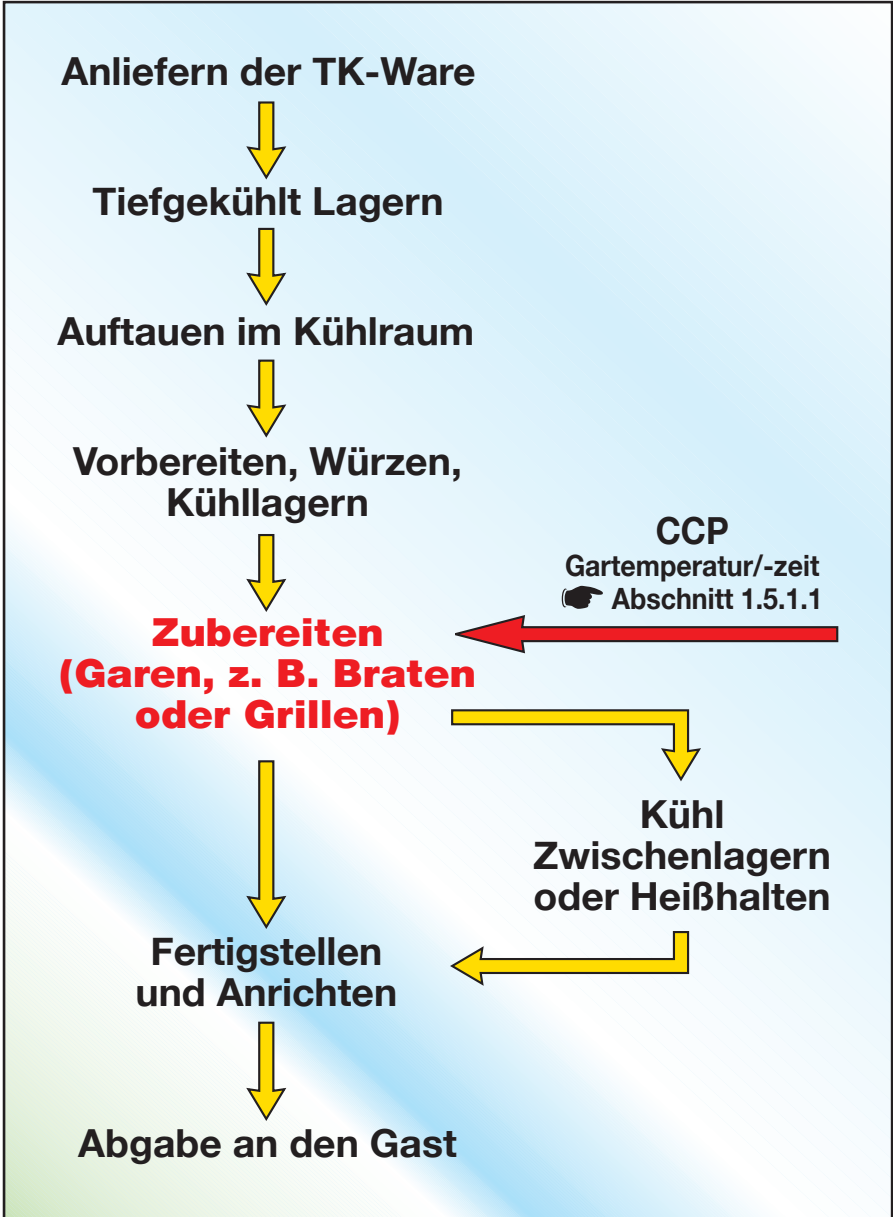 Anliefern der TK-Ware
Tiefgekühlt Lagern
Auftauen im Kühlraum
Vorbereiten, Würzen,
Kühllagern
CCP
Gartemperatur/-zeit
☛ Abschnitt 1.5.1.1
Zubereiten
(Garen, z. B. Braten
oder Grillen)
Kühl
Zwischenlagern
oder Heißhalten
Fertigstellen
und Anrichten
Abgabe an den Gast